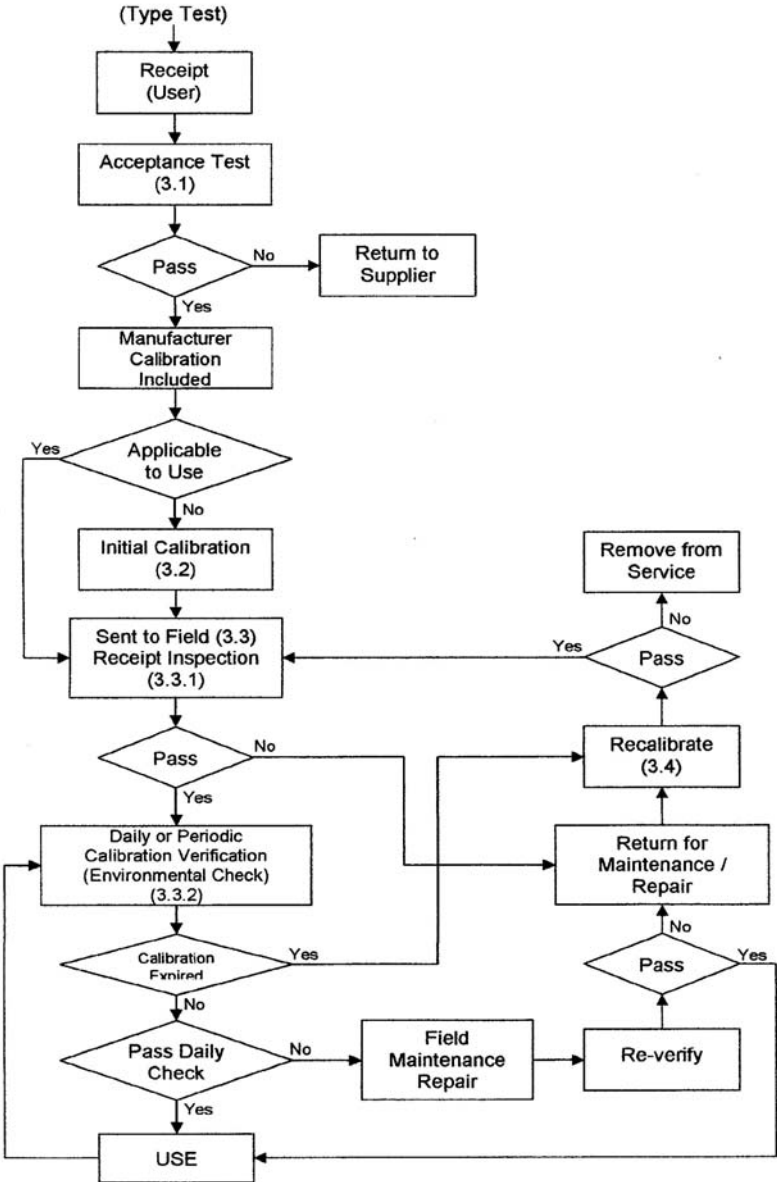 (Type Test)
Receipt
(User)
Acceptance Test
(3.1)
Pass
No
Return to
Supplier
Yes
Manufacturer
Calibration
Included
Yes
Applicable
to Use
No
Initial Calibration
(3.2)
Remove from
Service
No
Sent to Field (3.3)
Receipt Inspection
(3.3.1)
Yes
Pass
Pass
No
Recalibrate
(3.4)
Yes
Daily or Periodic
Calibration Verification
(Environmental Check)
(3.3.2)
Return for
Maintenance /
Repair
No
Calibration
Expired
Yes
Pass
Yes
No
Pass Daily
Check
No
Field
Maintenance
Repair
Re-verify
Yes
USE